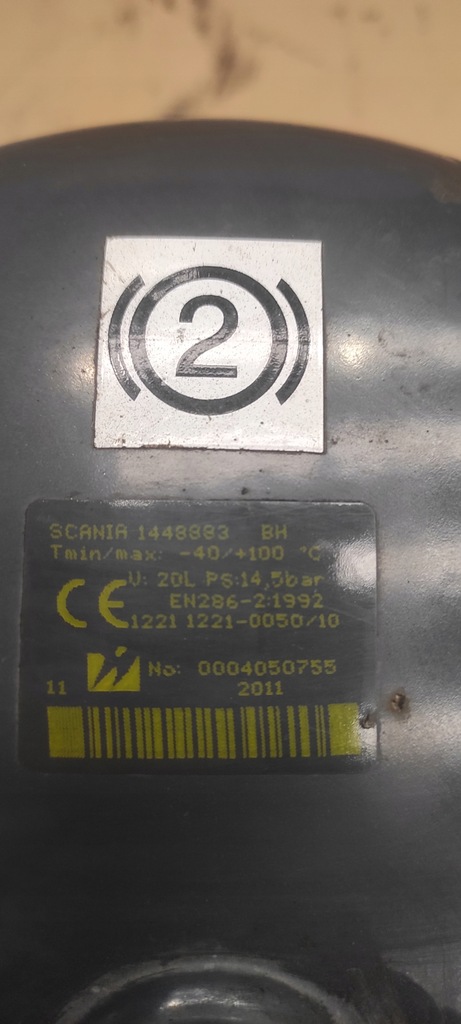 2
SCANIA 1448883 BH
Tmin/max: -40/+100 °C
V: 20L PS:14,5bar
CE EN286-2:1992
1221 1221-0050/10
No: 0004050755
11 2011